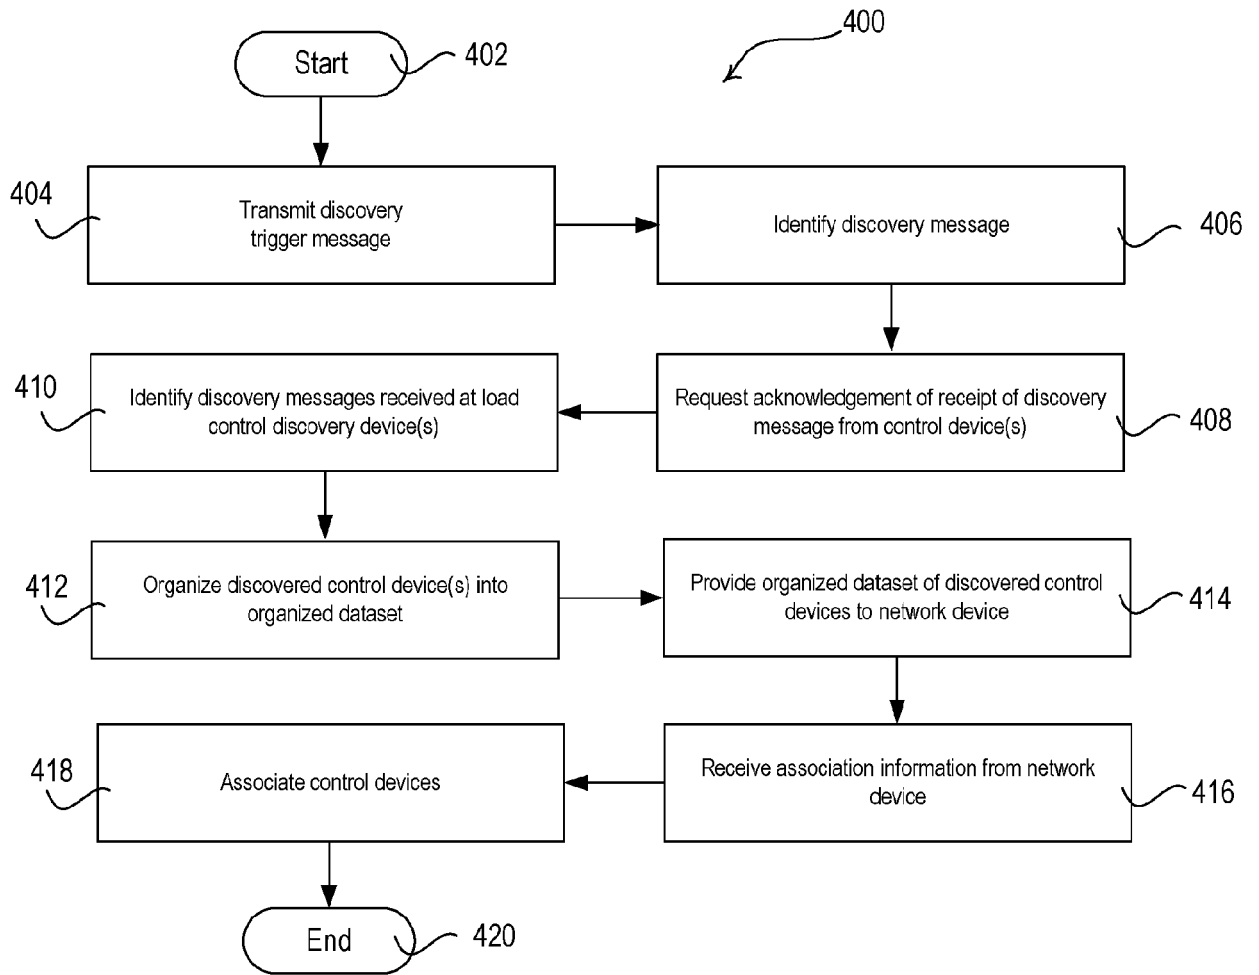 400
Start
402
404
Transmit discovery
trigger message
Identify discovery message
406
410
Identify discovery messages received at load
control discovery device(s)
Request acknowledgement of receipt of discovery
message from control device(s)
408
412
Organize discovered control device(s) into
organized dataset
Provide organized dataset of discovered control
devices to network device
414
418
Associate control devices
Receive association information from network
device
416
End
420